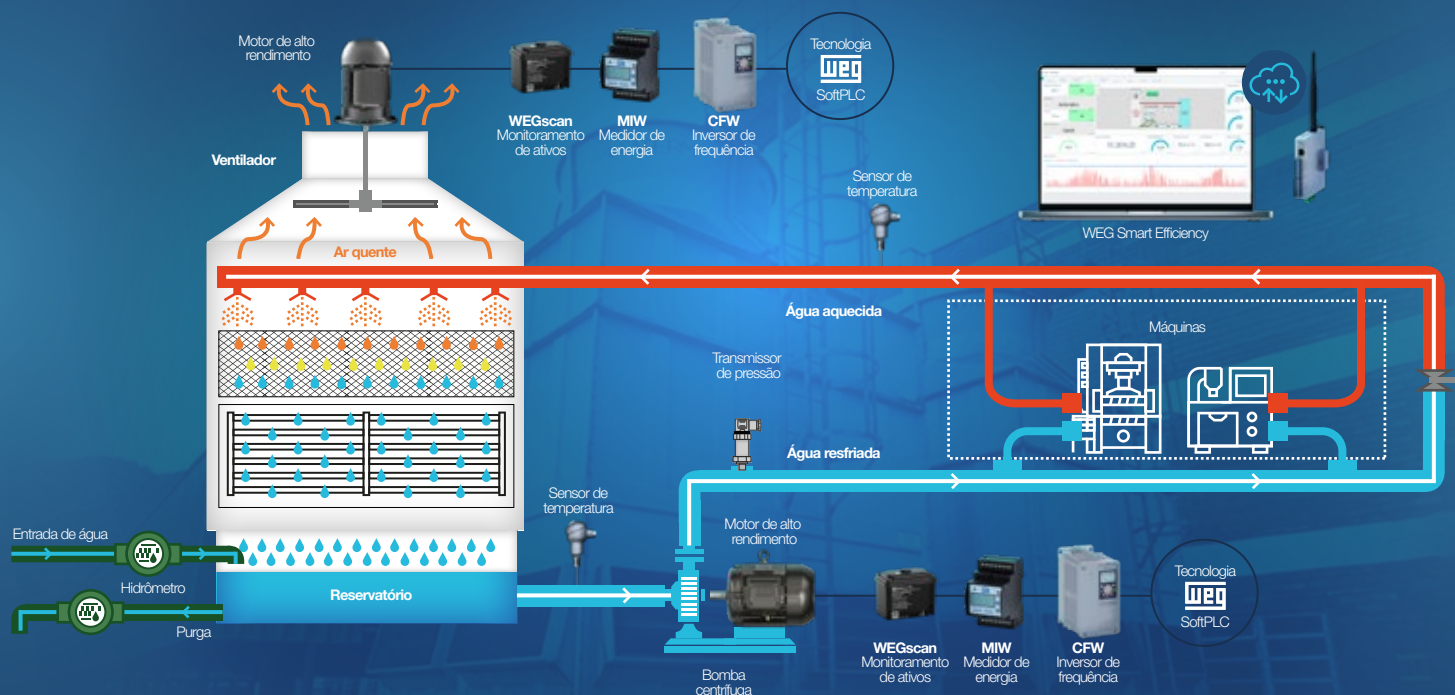 Motor de alto
rendimento
WEGscan
Monitoramento
de ativos
MIW
Medidor de
energia
CFW
Inversor de
frequência
Tecnologia
WEG
SoftPLC
Ventilador
Sensor de
temperatura
WEG Smart Efficiency
Ar quente
Água aquecida
Máquinas
Transmissor
de pressão
Água resfriada
Sensor de
temperatura
Motor de alto
rendimento
Entrada de água
Hidrômetro
Reservatório
Purga
Bomba
centrífuga
WEGscan
Monitoramento
de ativos
MIW
Medidor de
energia
CFW
Inversor de
frequência
Tecnologia
WEG
SoftPLC